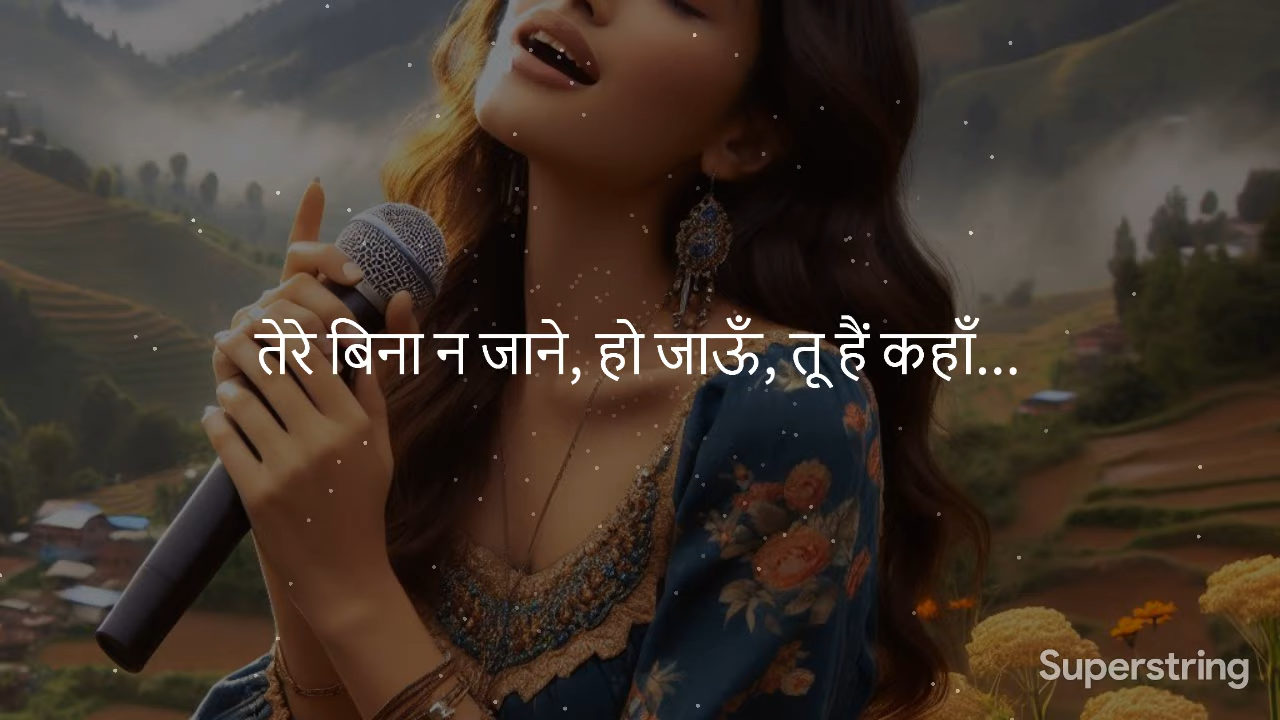 तेरे बिना न जाने, हो जाऊँ, तू हैं कहाँ...
Superstring